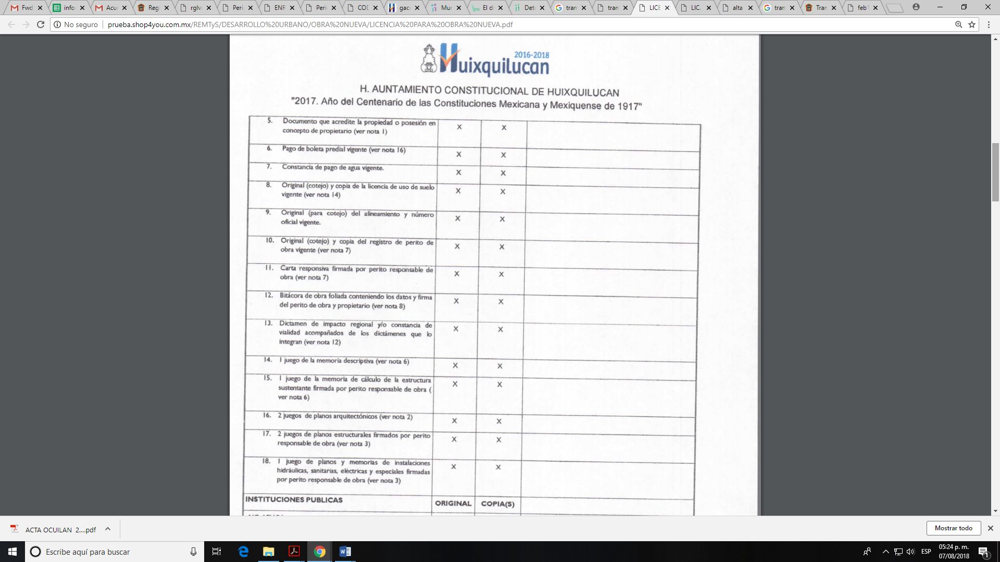 Fwd
info
Acue
Reg
rglvi
Peri
ENR
Peri
COD
gace
Mur
El di
Deta
tram
tram
LICE
LIC.
alta
tram
Tran
feb1
No seguro | prueba.shop4you.com.mx/REMTyS/DESARROLLO%20URBANO/OBRA%20NUEVA/LICENCIA%20PARA%20OBRA%20NUEVA.pdf
2016-2018
Huixquilucan
H. AUNTAMIENTO CONSTITUCIONAL DE HUIXQUILUCAN
"2017. Año del Centenario de las Constituciones Mexicana y Mexiquense de 1917"
5. Documento que acredite la propiedad o posesión en X X
concepto de propietario (ver nota 1)
6. Pago de boleta predial vigente (ver nota 16) X X
7. Constancia de pago de agua vigente. X X
8. Original (cotejo) y copia de la licencia de uso de suelo X X
vigente (ver nota 14)
9. Original (para cotejo) del alineamiento y número X X
oficial vigente.
10. Original (cotejo) y copia del registro de perito de X X
obra vigente (ver nota 7)
11. Carta responsiva firmada por perito responsable de X X
obra (ver nota 7)
12. Bitácora de obra foliada conteniendo los datos y firma X X
del perito de obra y propietario (ver nota 8)
13. Dictamen de impacto regional y/o constancia de X X
vialidad acompañados de los dictámenes que lo
integran (ver nota 12)
14. 1 juego de la memoria descriptiva (ver nota 6) X X
15. 1 juego de la memoria de cálculo de la estructura X X
sustentante firmada por perito responsable de obra (
ver nota 6)
16. 2 juegos de planos arquitectónicos (ver nota 2) X X
17. 2 juegos de planos estructurales firmados por perito X X
responsable de obra (ver nota 3)
18. 1 juego de planos y memorias de instalaciones X X
hidráulicas, sanitarias, eléctricas y especiales firmadas
por perito responsable de obra (ver nota 3)
INSTITUCIONES PUBLICAS ORIGINAL COPIA(S)
ACTA OCUILAN 2....pdf
Mostrar todo
Escribe aquí para buscar
ESP
05:24 p. m.
07/08/2018
1